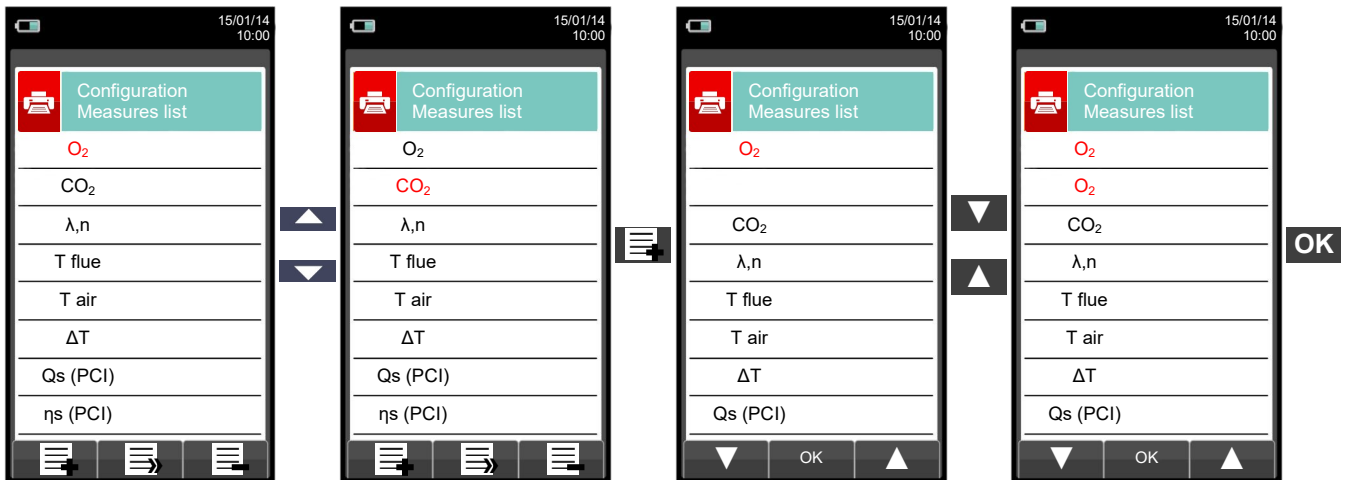 15/01/14
10:00
Configuration
Measures list
O₂
CO₂
λ,n
T flue
T air
ΔT
Qs (PCI)
ηs (PCI)
15/01/14
10:00
Configuration
Measures list
O₂
CO₂
λ,n
T flue
T air
ΔT
Qs (PCI)
ηs (PCI)
15/01/14
10:00
Configuration
Measures list
O₂
CO₂
λ,n
T flue
T air
ΔT
Qs (PCI)
OK
15/01/14
10:00
Configuration
Measures list
O₂
O₂
CO₂
λ,n
T flue
T air
ΔT
Qs (PCI)
OK
OK